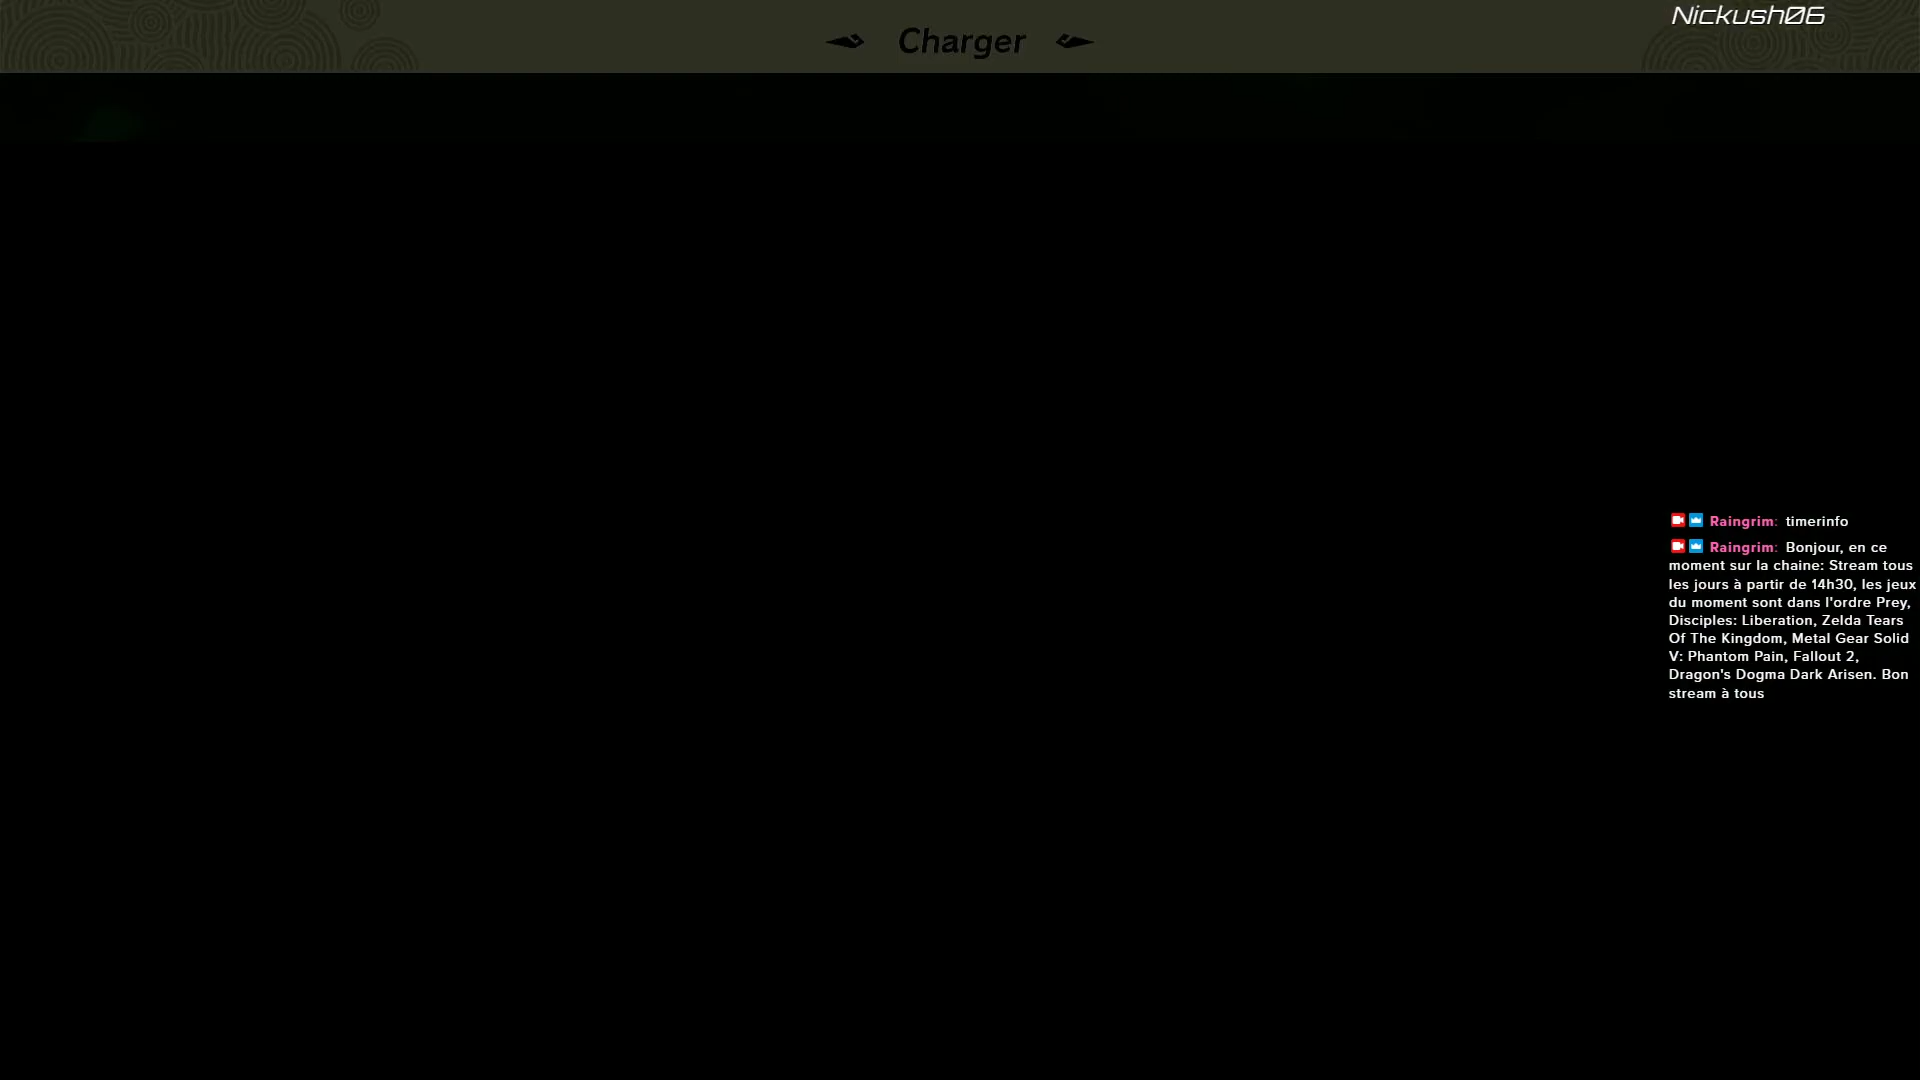 Nickush06
Charger
Raingrim: timerinfo
Raingrim: Bonjour, en ce
moment sur la chaine: Stream tous
les jours à partir de 14h30, les jeux
du moment sont dans l'ordre Prey,
Disciples: Liberation, Zelda Tears
Of The Kingdom, Metal Gear Solid
V: Phantom Pain, Fallout 2,
Dragon's Dogma Dark Arisen. Bon
stream à tous